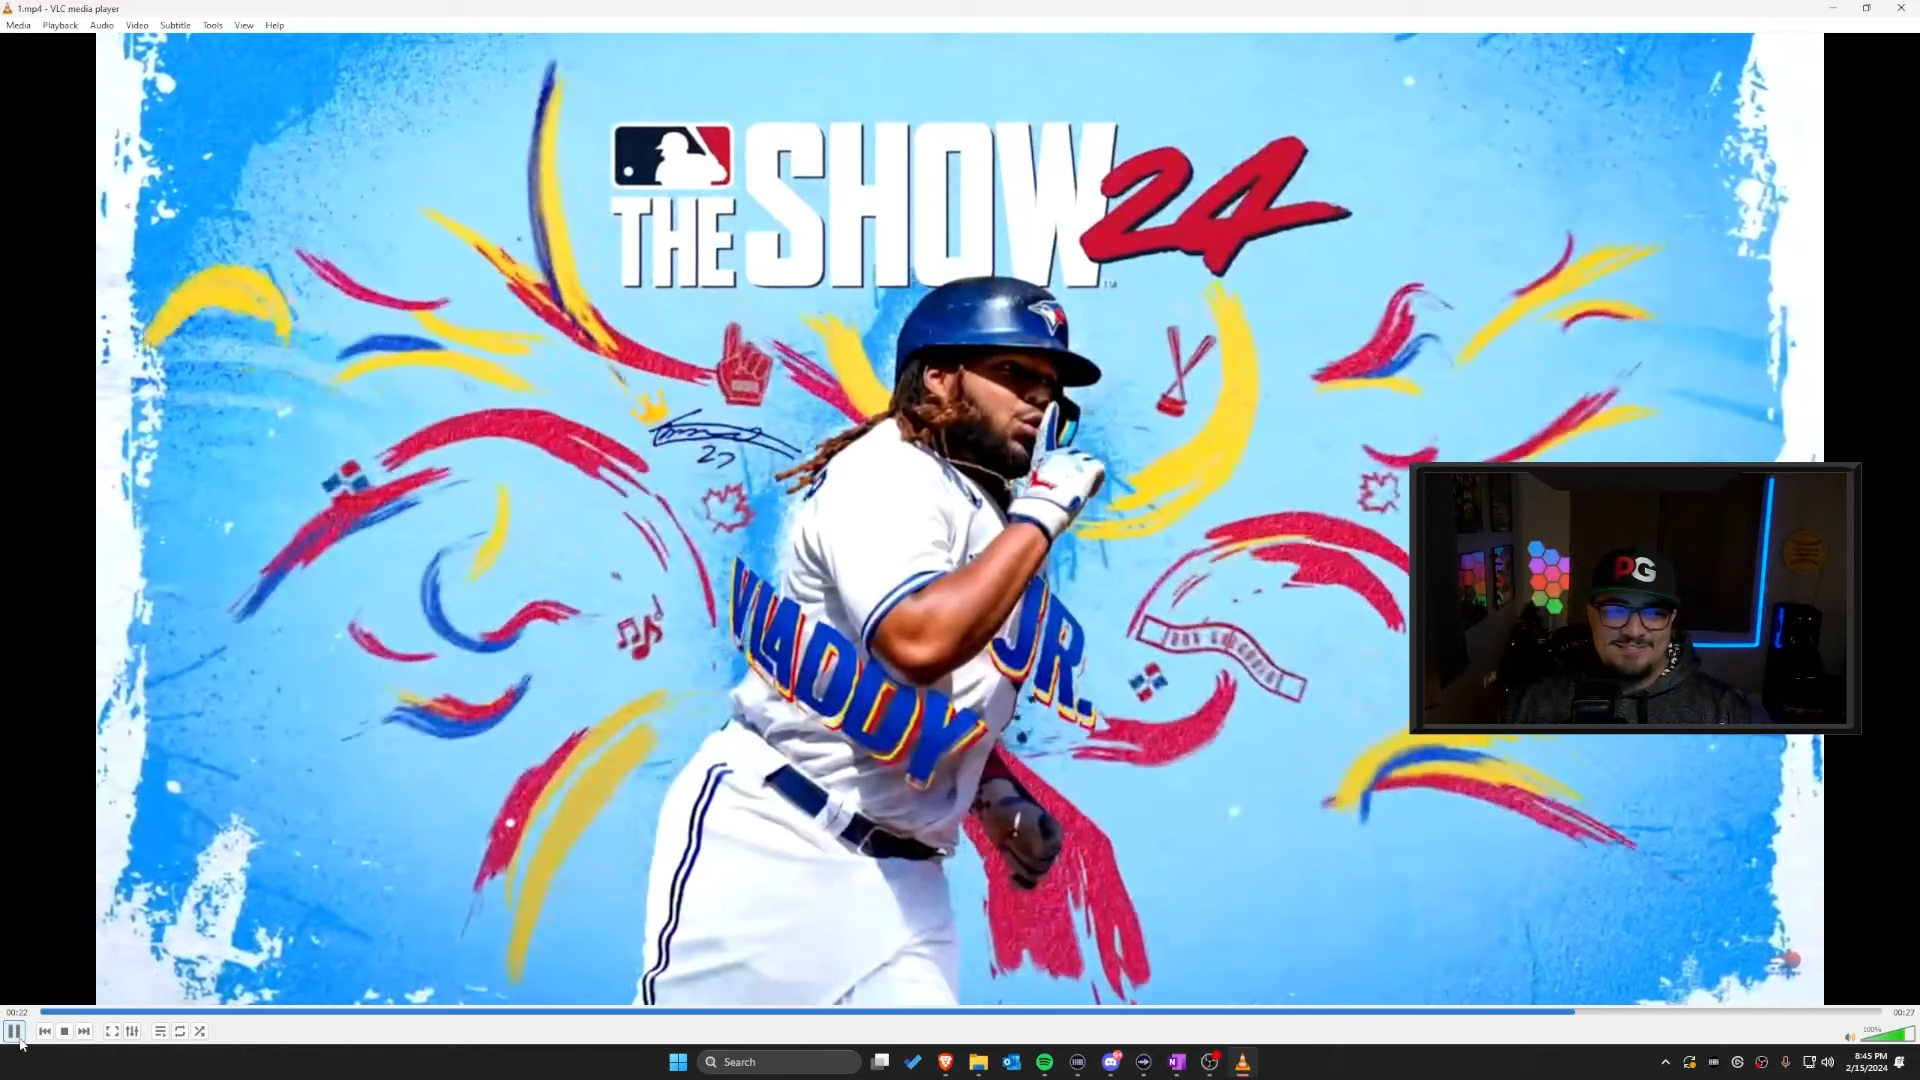 1.mp4 - VLC media player
Media Playback Audio Video Subtitle Tools View Help
THE SHOW 24
27
VLADDY JR.
PG
00:22
00:27
100%
Search
8:45 PM
2/15/2024